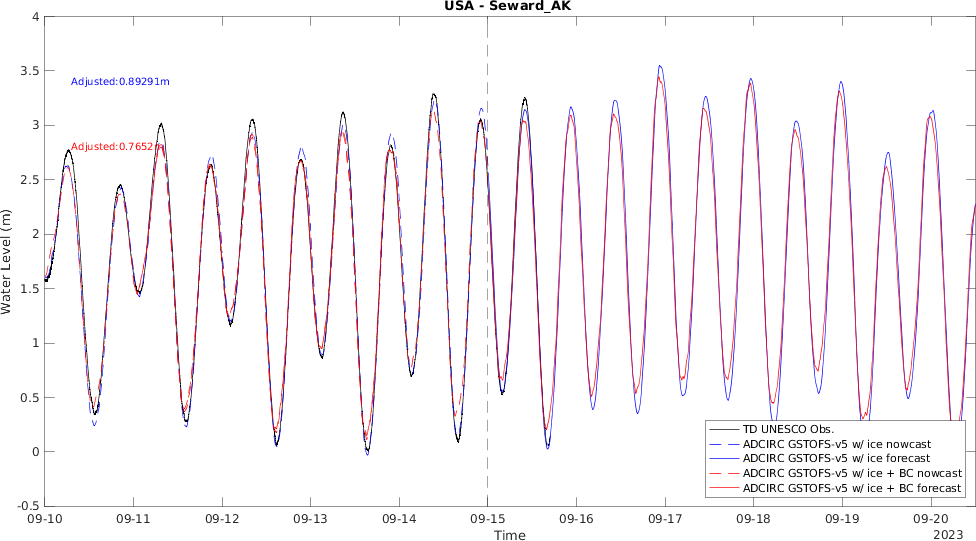 USA - Seward_AK
4
3.5
3
2.5
2
1.5
1
0.5
0
-0.5
Water Level (m)
Adjusted:0.89291m
Adjusted:0.7652
TD UNESCO Obs.
ADCIRC GSTOFS-v5 w/ ice nowcast
ADCIRC GSTOFS-v5 w/ ice forecast
ADCIRC GSTOFS-v5 w/ ice + BC nowcast
ADCIRC GSTOFS-v5 w/ ice + BC forecast
09-10 09-11 09-12 09-13 09-14 09-15 09-16 09-17 09-18 09-19 09-20
Time
2023